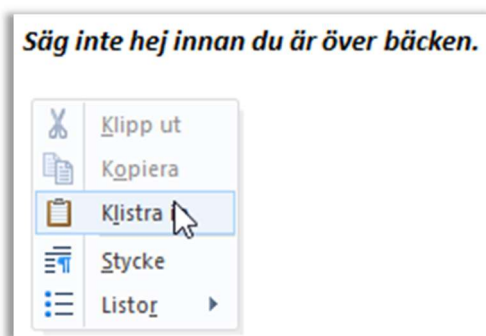 Säg inte hej innan du är över bäcken.
Klipp ut
Kopiera
Klistra
Stycke
Listor